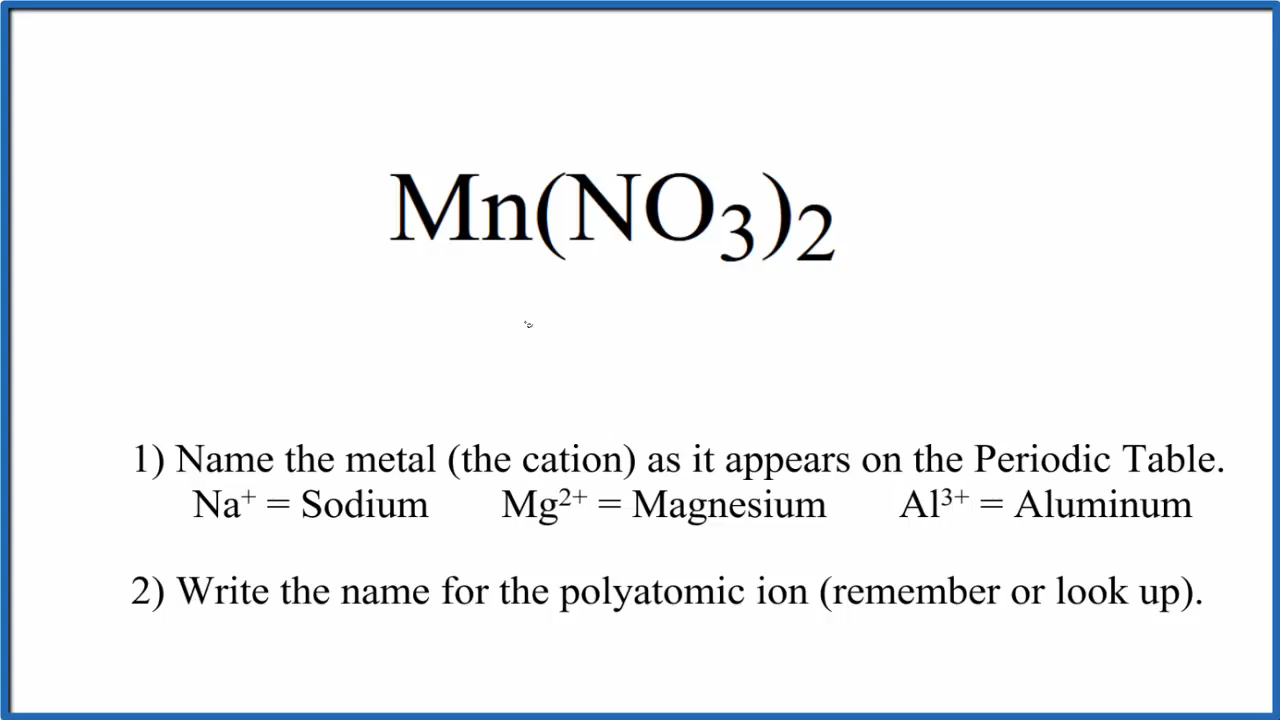 Mn(NO₃)₂
1) Name the metal (the cation) as it appears on the Periodic Table.
Na⁺ = Sodium Mg²⁺ = Magnesium Al³⁺ = Aluminum
2) Write the name for the polyatomic ion (remember or look up).